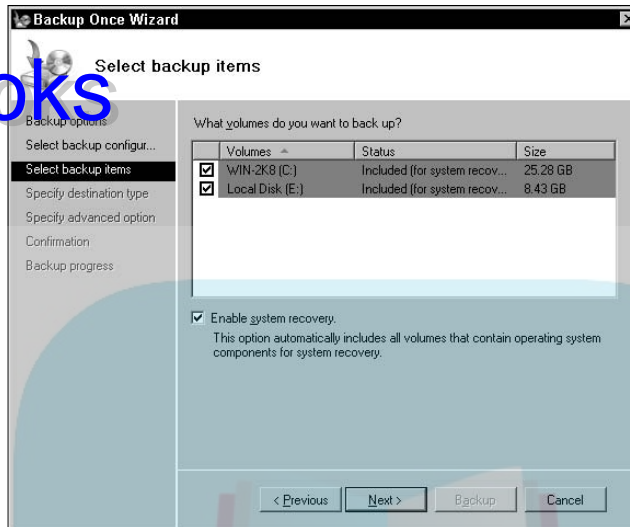 Backup Once Wizard
Select backup items
oks
Backup options
Select backup configur...
Select backup items
Specify destination type
Specify advanced option
Confirmation
Backup progress
What volumes do you want to back up?
Volumes Status Size
WIN-2K8 (C:) Included (for system recov... 25.28 GB
Local Disk (E:) Included (for system recov... 8.43 GB
Enable system recovery.
This option automatically includes all volumes that contain operating system
components for system recovery.
< Previous Next > Backup Cancel